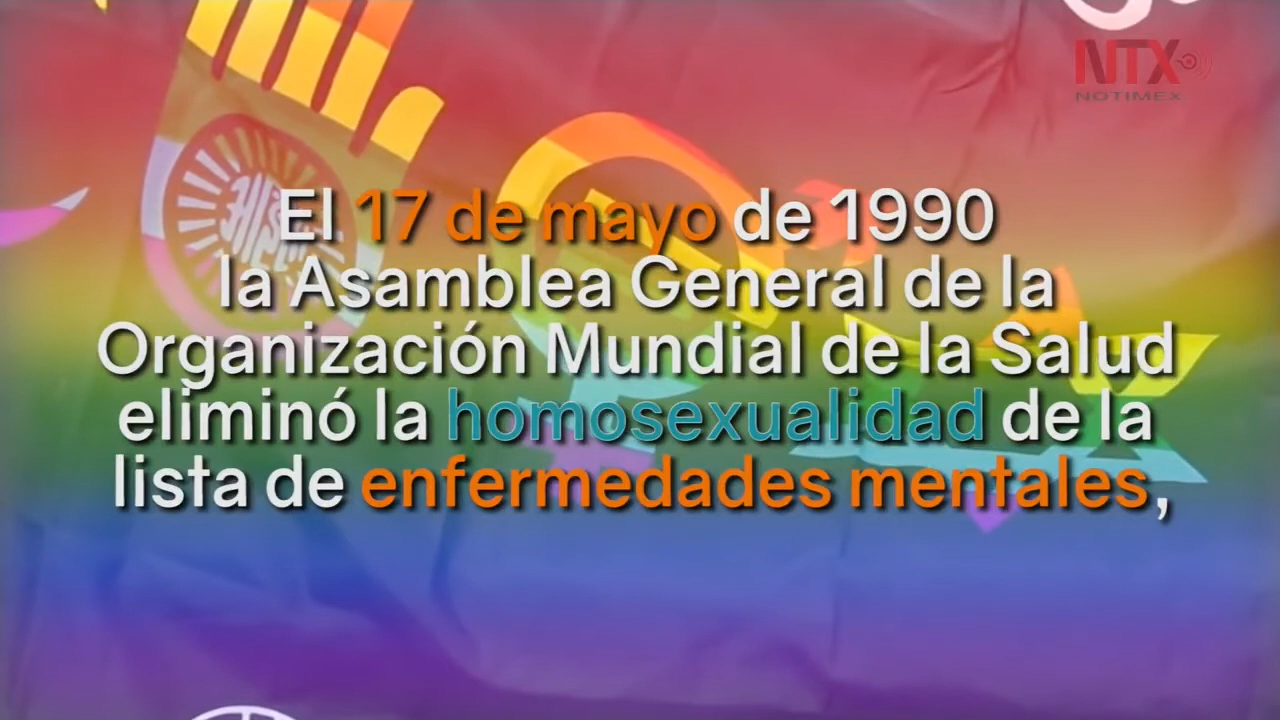 NTX
NOTIMEX
El 17 de mayo de 1990
la Asamblea General de la
Organización Mundial de la Salud
eliminó la homosexualidad de la
lista de enfermedades mentales,